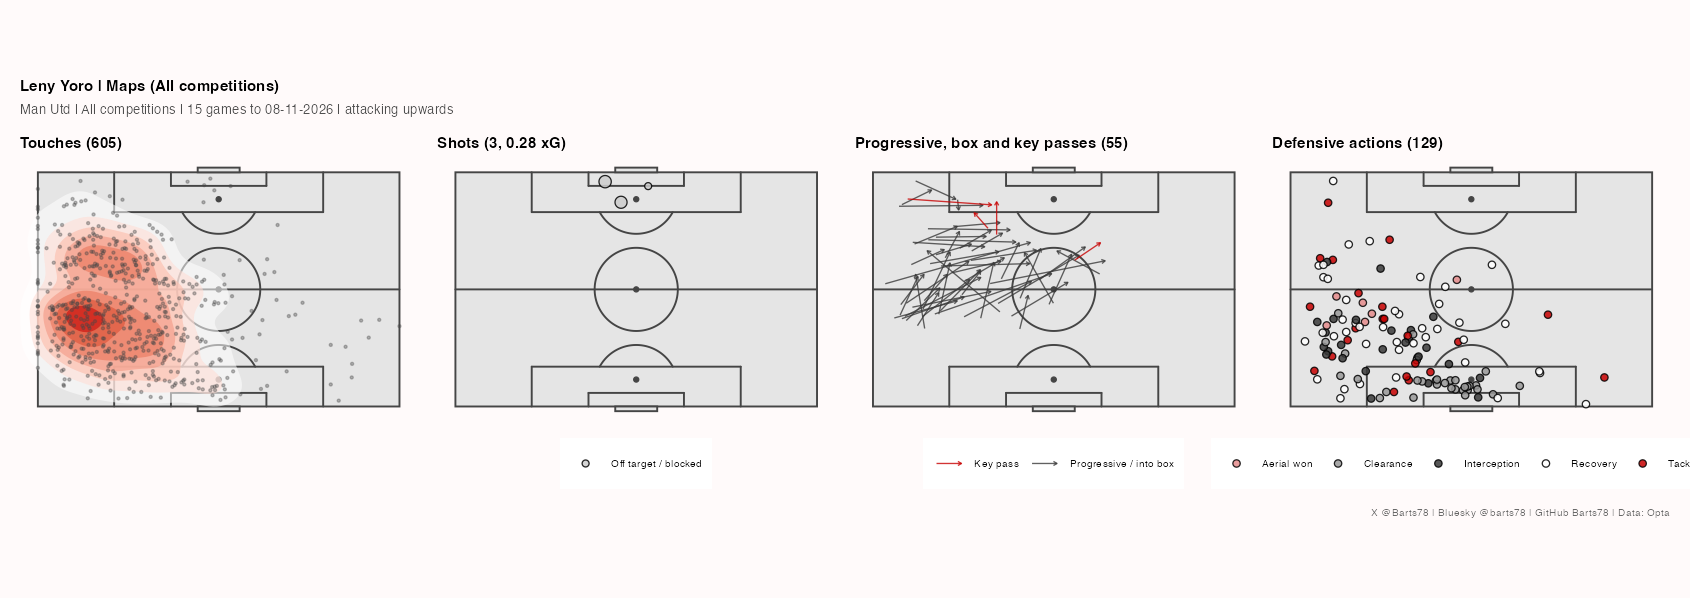 Leny Yoro | Maps (All competitions)
Man Utd | All competitions | 15 games to 08-11-2026 | attacking upwards
Touches (605)
Shots (3, 0.28 xG)
Progressive, box and key passes (55)
Defensive actions (129)
Off target / blocked
Key pass
Progressive / into box
Aerial won
Clearance
Interception
Recovery
Tack
X @Barts78 | Bluesky @barts78 | GitHub Barts78 | Data: Opta